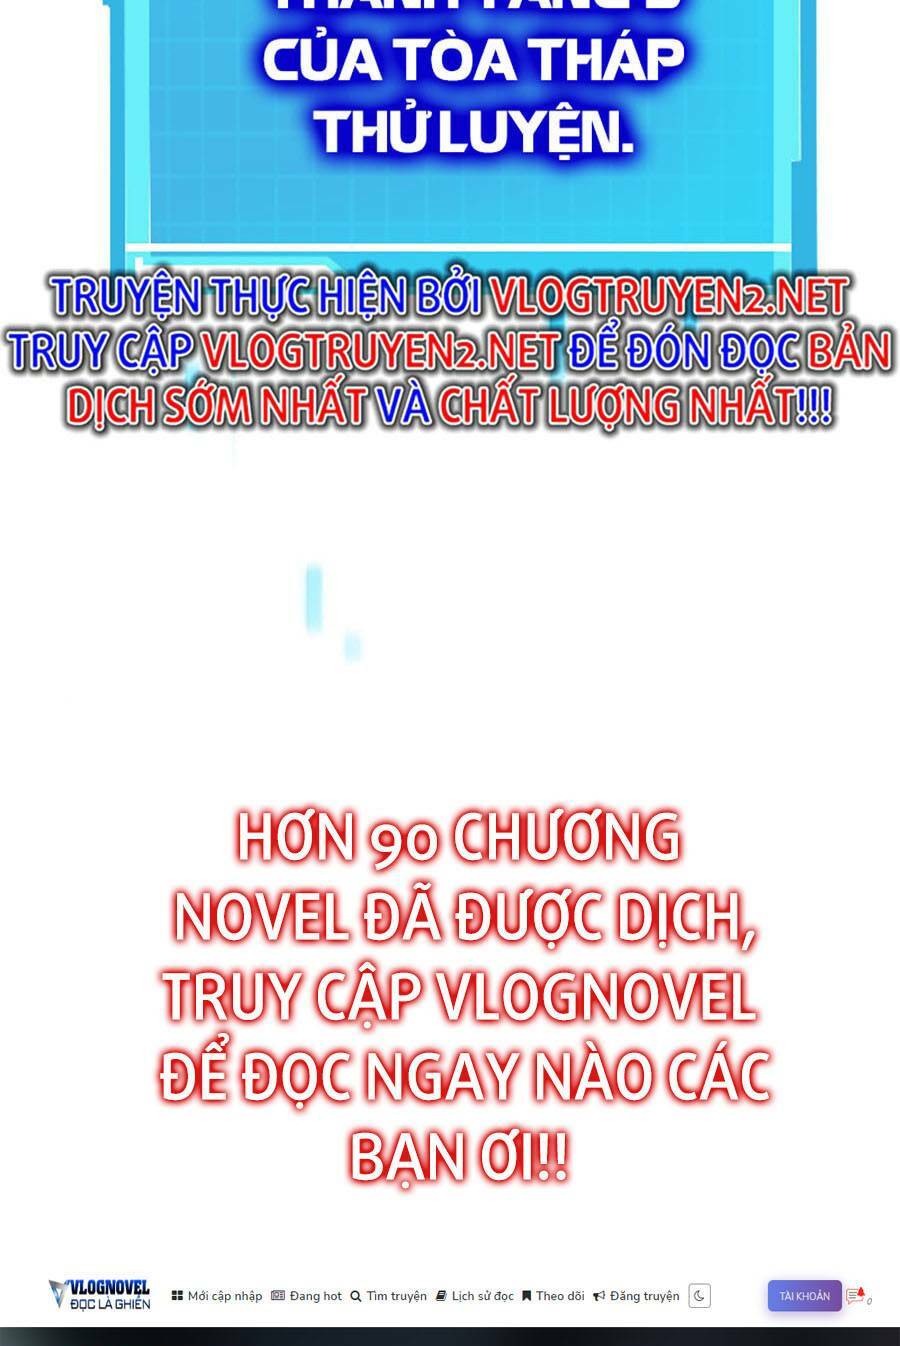 THÀNH TẦNG 5
CỦA TÒA THÁP
THỬ LUYỆN.
TRUYỆN THỰC HIỆN BỞI VLOGTRUYEN2.NET
TRUY CẬP VLOGTRUYEN2.NET ĐỂ ĐÓN ĐỌC BẢN
DỊCH SỚM NHẤT VÀ CHẤT LƯỢNG NHẤT!!!
HƠN 90 CHƯƠNG
NOVEL ĐÃ ĐƯỢC DỊCH,
TRUY CẬP VLOGNOVEL
ĐỂ ĐỌC NGAY NÀO CÁC
BẠN ƠI!!
VLOGNOVEL
ĐỌC LÀ GHIỀN
Mới cập nhập Đang hot Tìm truyện Lịch sử đọc Theo dõi Đăng truyện TÀI KHOẢN 0